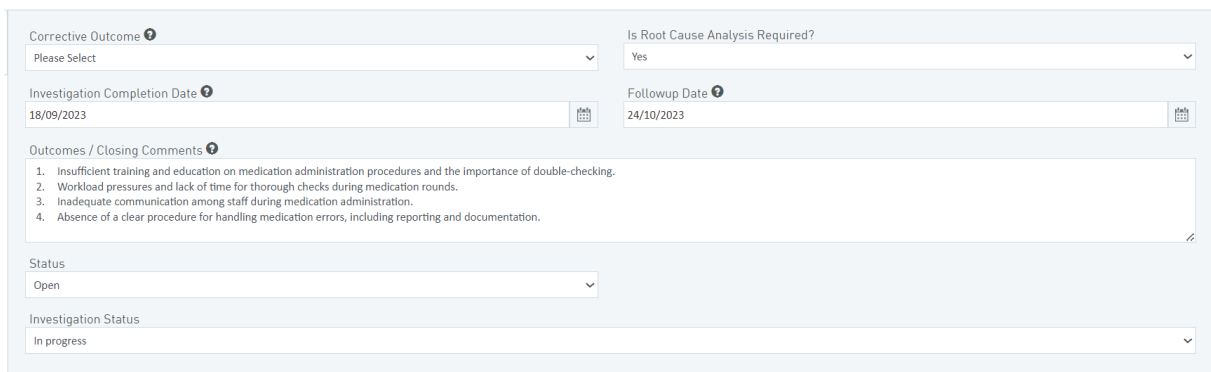 Corrective Outcome ?
Is Root Cause Analysis Required?
Please Select
Yes
Investigation Completion Date ?
Followup Date ?
18/09/2023
24/10/2023
Outcomes / Closing Comments ?
1. Insufficient training and education on medication administration procedures and the importance of double-checking.
2. Workload pressures and lack of time for thorough checks during medication rounds.
3. Inadequate communication among staff during medication administration.
4. Absence of a clear procedure for handling medication errors, including reporting and documentation.
Status
Open
Investigation Status
In progress